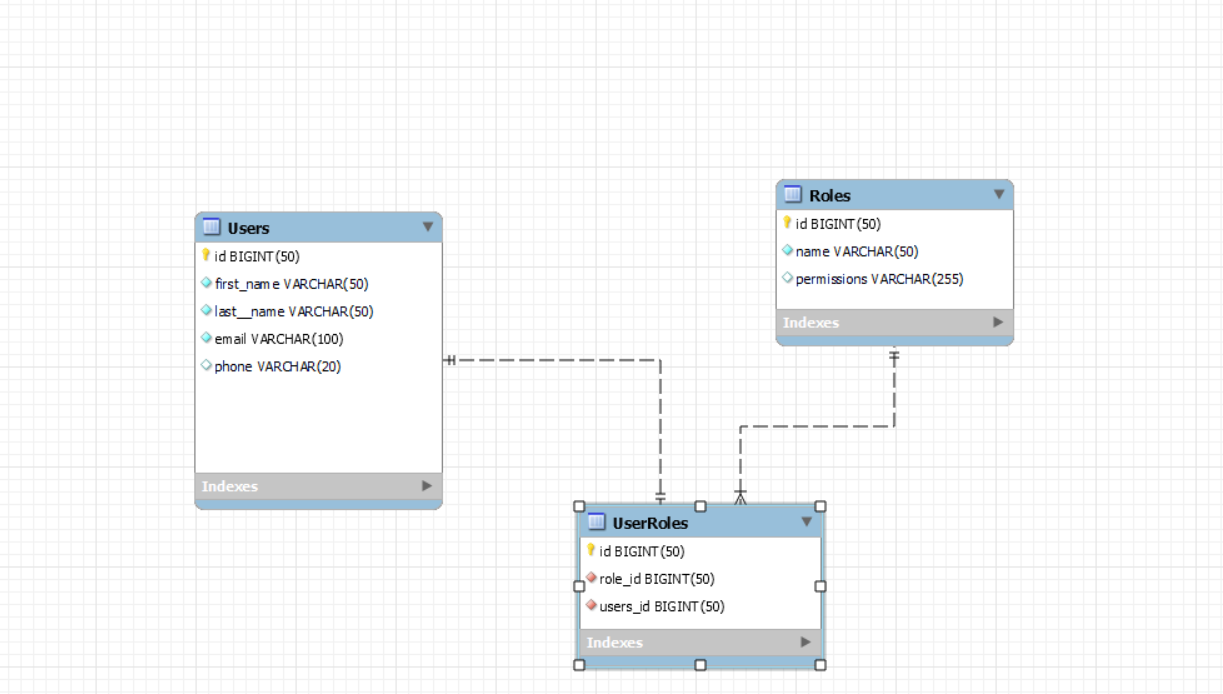 Users
id BIGINT(50)
first_name VARCHAR(50)
last__name VARCHAR(50)
email VARCHAR(100)
phone VARCHAR(20)
Indexes
Roles
id BIGINT(50)
name VARCHAR(50)
permissions VARCHAR(255)
Indexes
UserRoles
id BIGINT(50)
role_id BIGINT(50)
users_id BIGINT(50)
Indexes